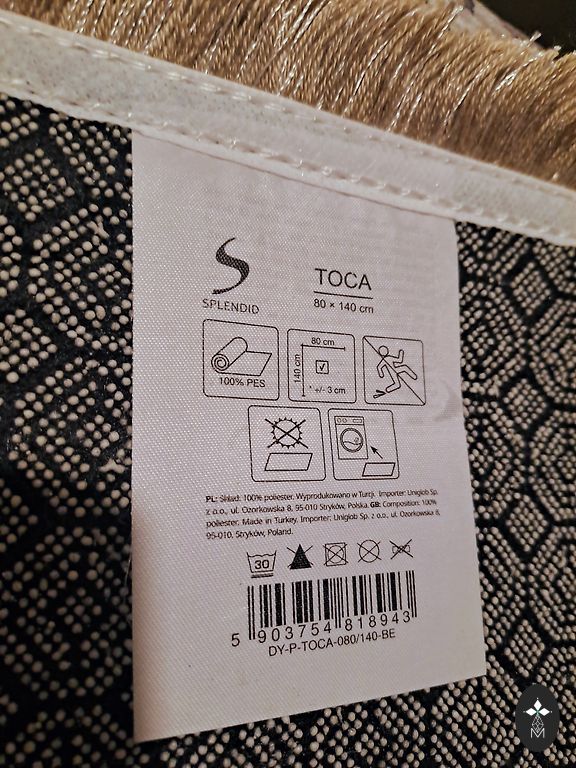 SPLENDID
TOCA
80 × 140 cm
100% PES
80 cm
140 cm
* +/- 3 cm
PL: Skład: 100% poliester. Wyprodukowano w Turcji. Importer: Uniglob Sp.
z o.o., ul. Ozorkowska 8, 95-010 Stryków, Polska. GB: Composition: 100%
poliester. Made in Turkey. Importer: Uniglob Sp. z o.o., ul. Ozorkowska 8,
95-010, Stryków, Poland.
30
5 903754 818943
DY-P-TOCA-080/140-BE
M